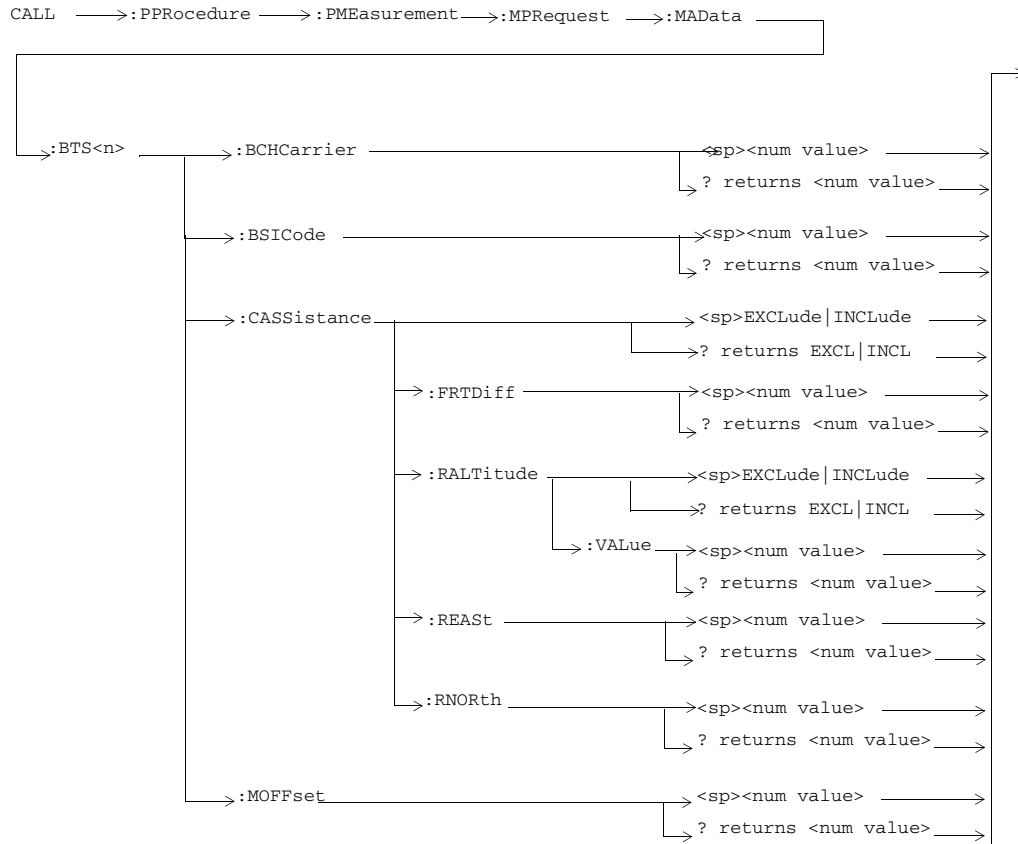 CALL :PPRocedure :PMEasurement :MPRequest :MAData
:BTS<n> :BCHCarrier <sp><num value>
? returns <num value>
:BSICode <sp><num value>
? returns <num value>
:CASSistance <sp>EXCLude|INCLude
? returns EXCL|INCL
:FRTDiff <sp><num value>
? returns <num value>
:RALTitude <sp>EXCLude|INCLude
? returns EXCL|INCL
:VALue <sp><num value>
? returns <num value>
:REASt <sp><num value>
? returns <num value>
:RNORth <sp><num value>
? returns <num value>
:MOFFset <sp><num value>
? returns <num value>